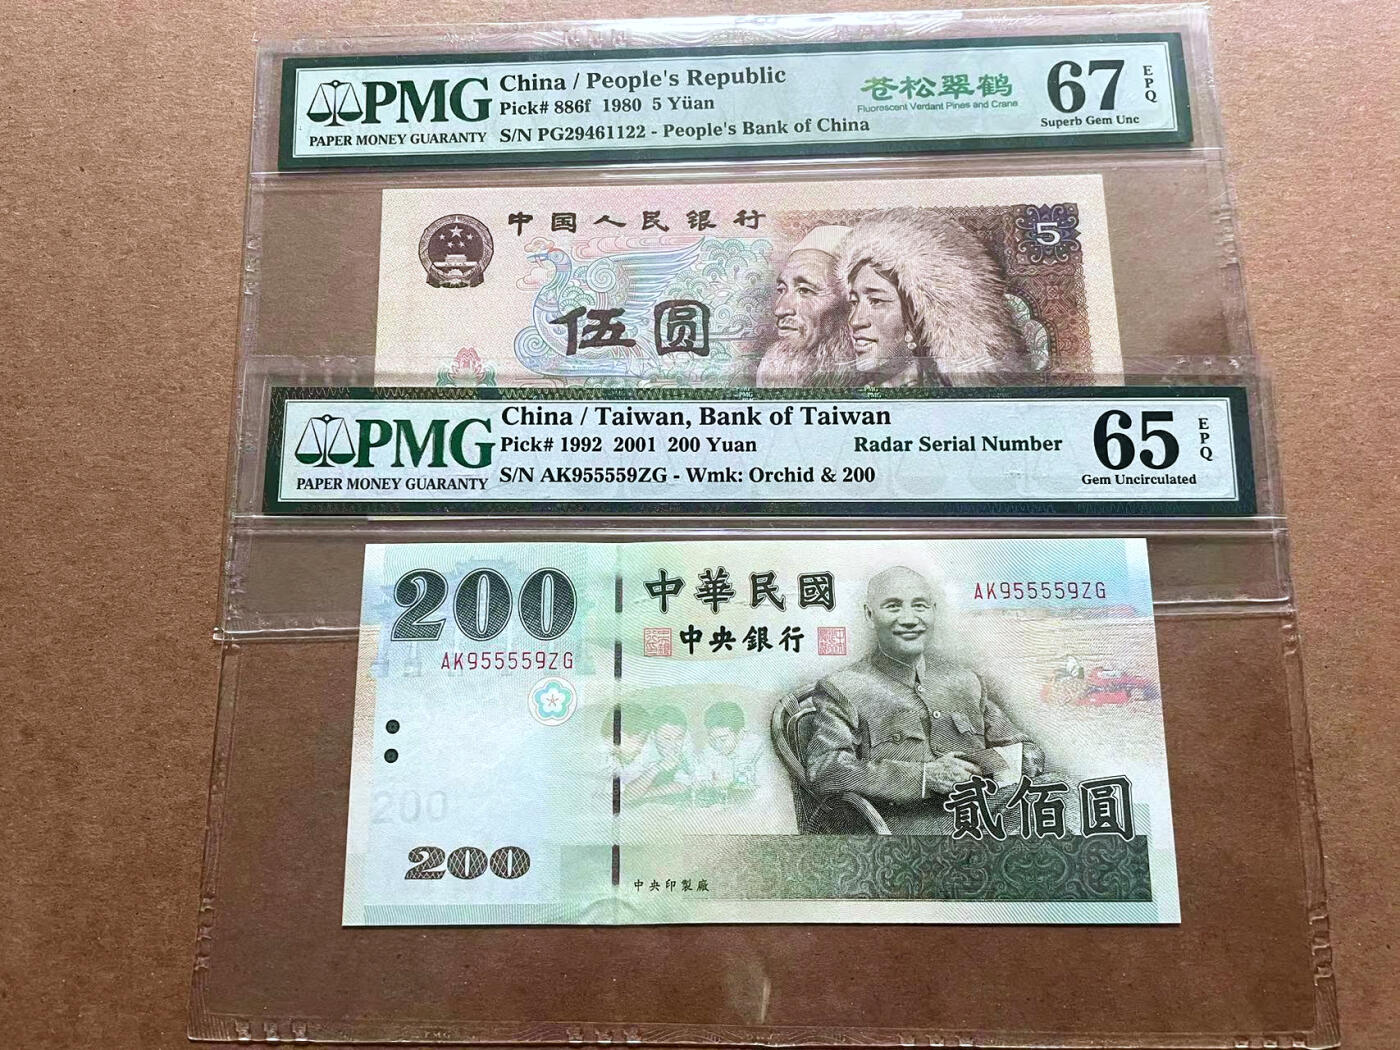 PMG
PAPER MONEY GUARANTY
China / People's Republic
Pick# 886f 1980 5 Yüan
S/N PG29461122 - People's Bank of China
苍松翠鹤
Fluorescent Verdant Pines and Crane
67
EPQ
Superb Gem Unc
中国人民银行
5
伍圆
PMG
PAPER MONEY GUARANTY
China / Taiwan, Bank of Taiwan
Pick# 1992 2001 200 Yuan
Radar Serial Number
S/N AK955559ZG - Wmk: Orchid & 200
65
EPQ
Gem Uncirculated
200
中華民國
AK955559ZG
中央銀行
AK955559ZG
200
貳佰圓
200
中央印製廠